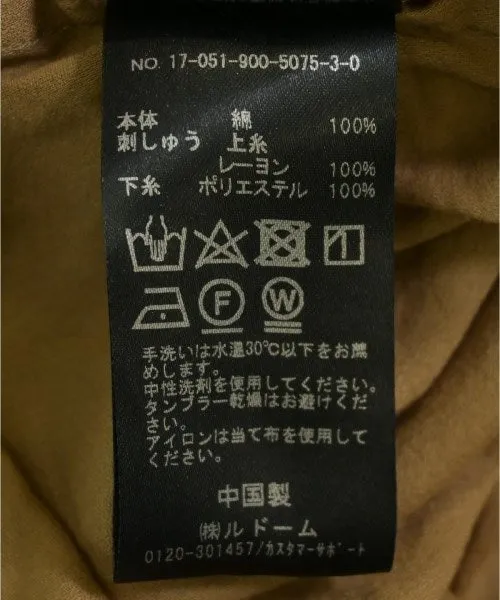 NO. 17-051-900-5075-3-0
本体 綿 100%
刺しゅう 上糸
レーヨン 100%
下糸 ポリエステル 100%
F W
手洗いは水温30℃以下をお薦
めします。
中性洗剤を使用してください。
タンブラー乾燥はお避けくだ
さい。
アイロンは当て布を使用して
ください。
中国製
㈱ルドーム
0120-301457/カスタマーサポート